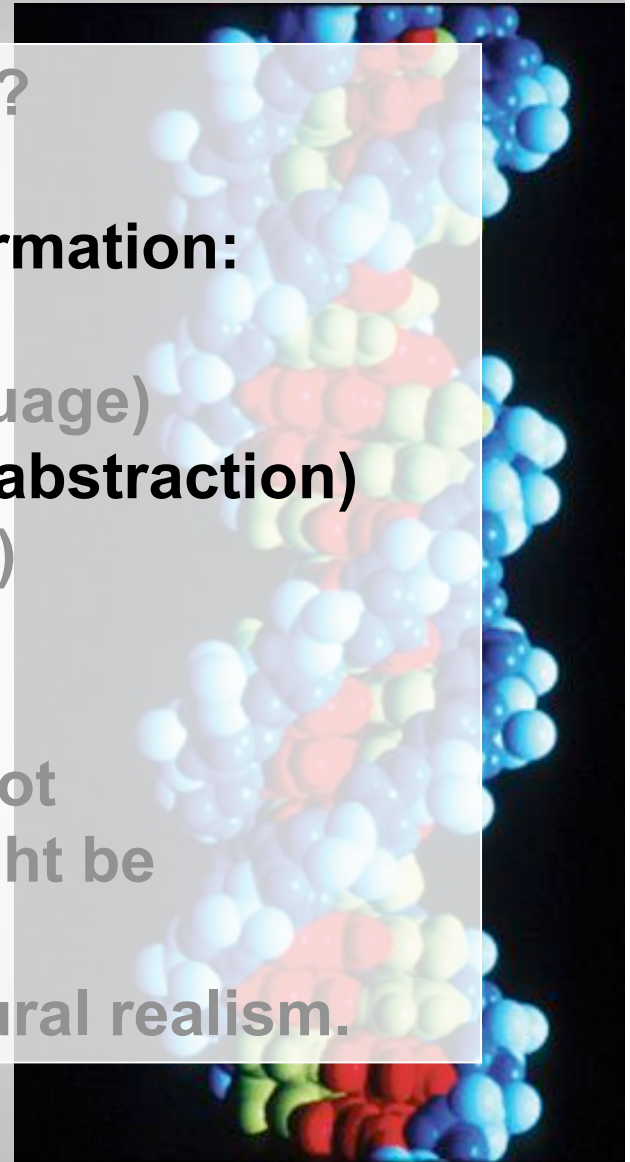 ?
rmation:
uage)
abstraction)
)
ot
ht be
ural realism.